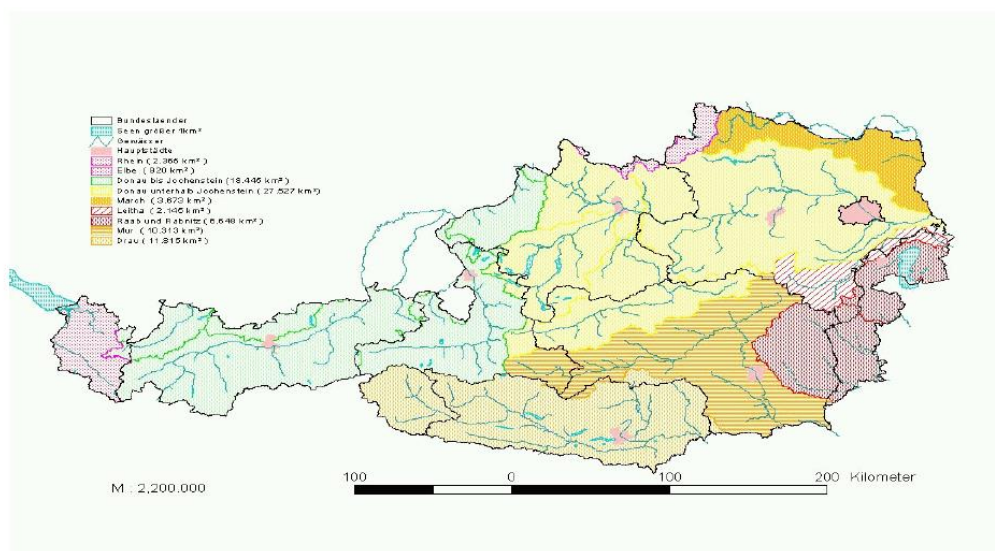 Bundeslaender
Seen größer 1km²
Gewässer
Hauptstädte
Rhein ( 2.366 km² )
Elbe ( 920 km² )
Donau bis Jochenstein (18.446 km²)
Donau unterhalb Jochenstein ( 27.527 km²)
March ( 3.673 km² )
Leitha ( 2.146 km² )
Raab und Rabnitz ( 6.648 km² )
Mur ( 10.313 km² )
Drau ( 11.815 km² )
M : 2,200.000
100 0 100 200 Kilometer